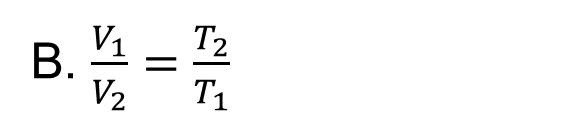 B. V₁/V₂ = T₂/T₁